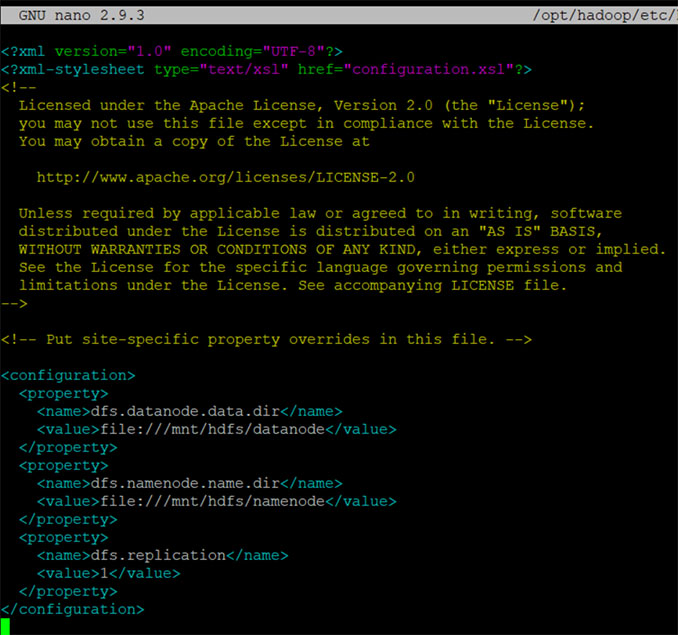 GNU nano 2.9.3 /opt/hadoop/etc/
<?xml version="1.0" encoding="UTF-8"?>
<?xml-stylesheet type="text/xsl" href="configuration.xsl"?>
<!--
  Licensed under the Apache License, Version 2.0 (the "License");
  you may not use this file except in compliance with the License.
  You may obtain a copy of the License at
    http://www.apache.org/licenses/LICENSE-2.0
  Unless required by applicable law or agreed to in writing, software
  distributed under the License is distributed on an "AS IS" BASIS,
  WITHOUT WARRANTIES OR CONDITIONS OF ANY KIND, either express or implied.
  See the License for the specific language governing permissions and
  limitations under the License. See accompanying LICENSE file.
-->
<!-- Put site-specific property overrides in this file. -->
<configuration>
  <property>
    <name>dfs.datanode.data.dir</name>
    <value>file:///mnt/hdfs/datanode</value>
  </property>
  <property>
    <name>dfs.namenode.name.dir</name>
    <value>file:///mnt/hdfs/namenode</value>
  </property>
  <property>
    <name>dfs.replication</name>
    <value>1</value>
  </property>
</configuration>